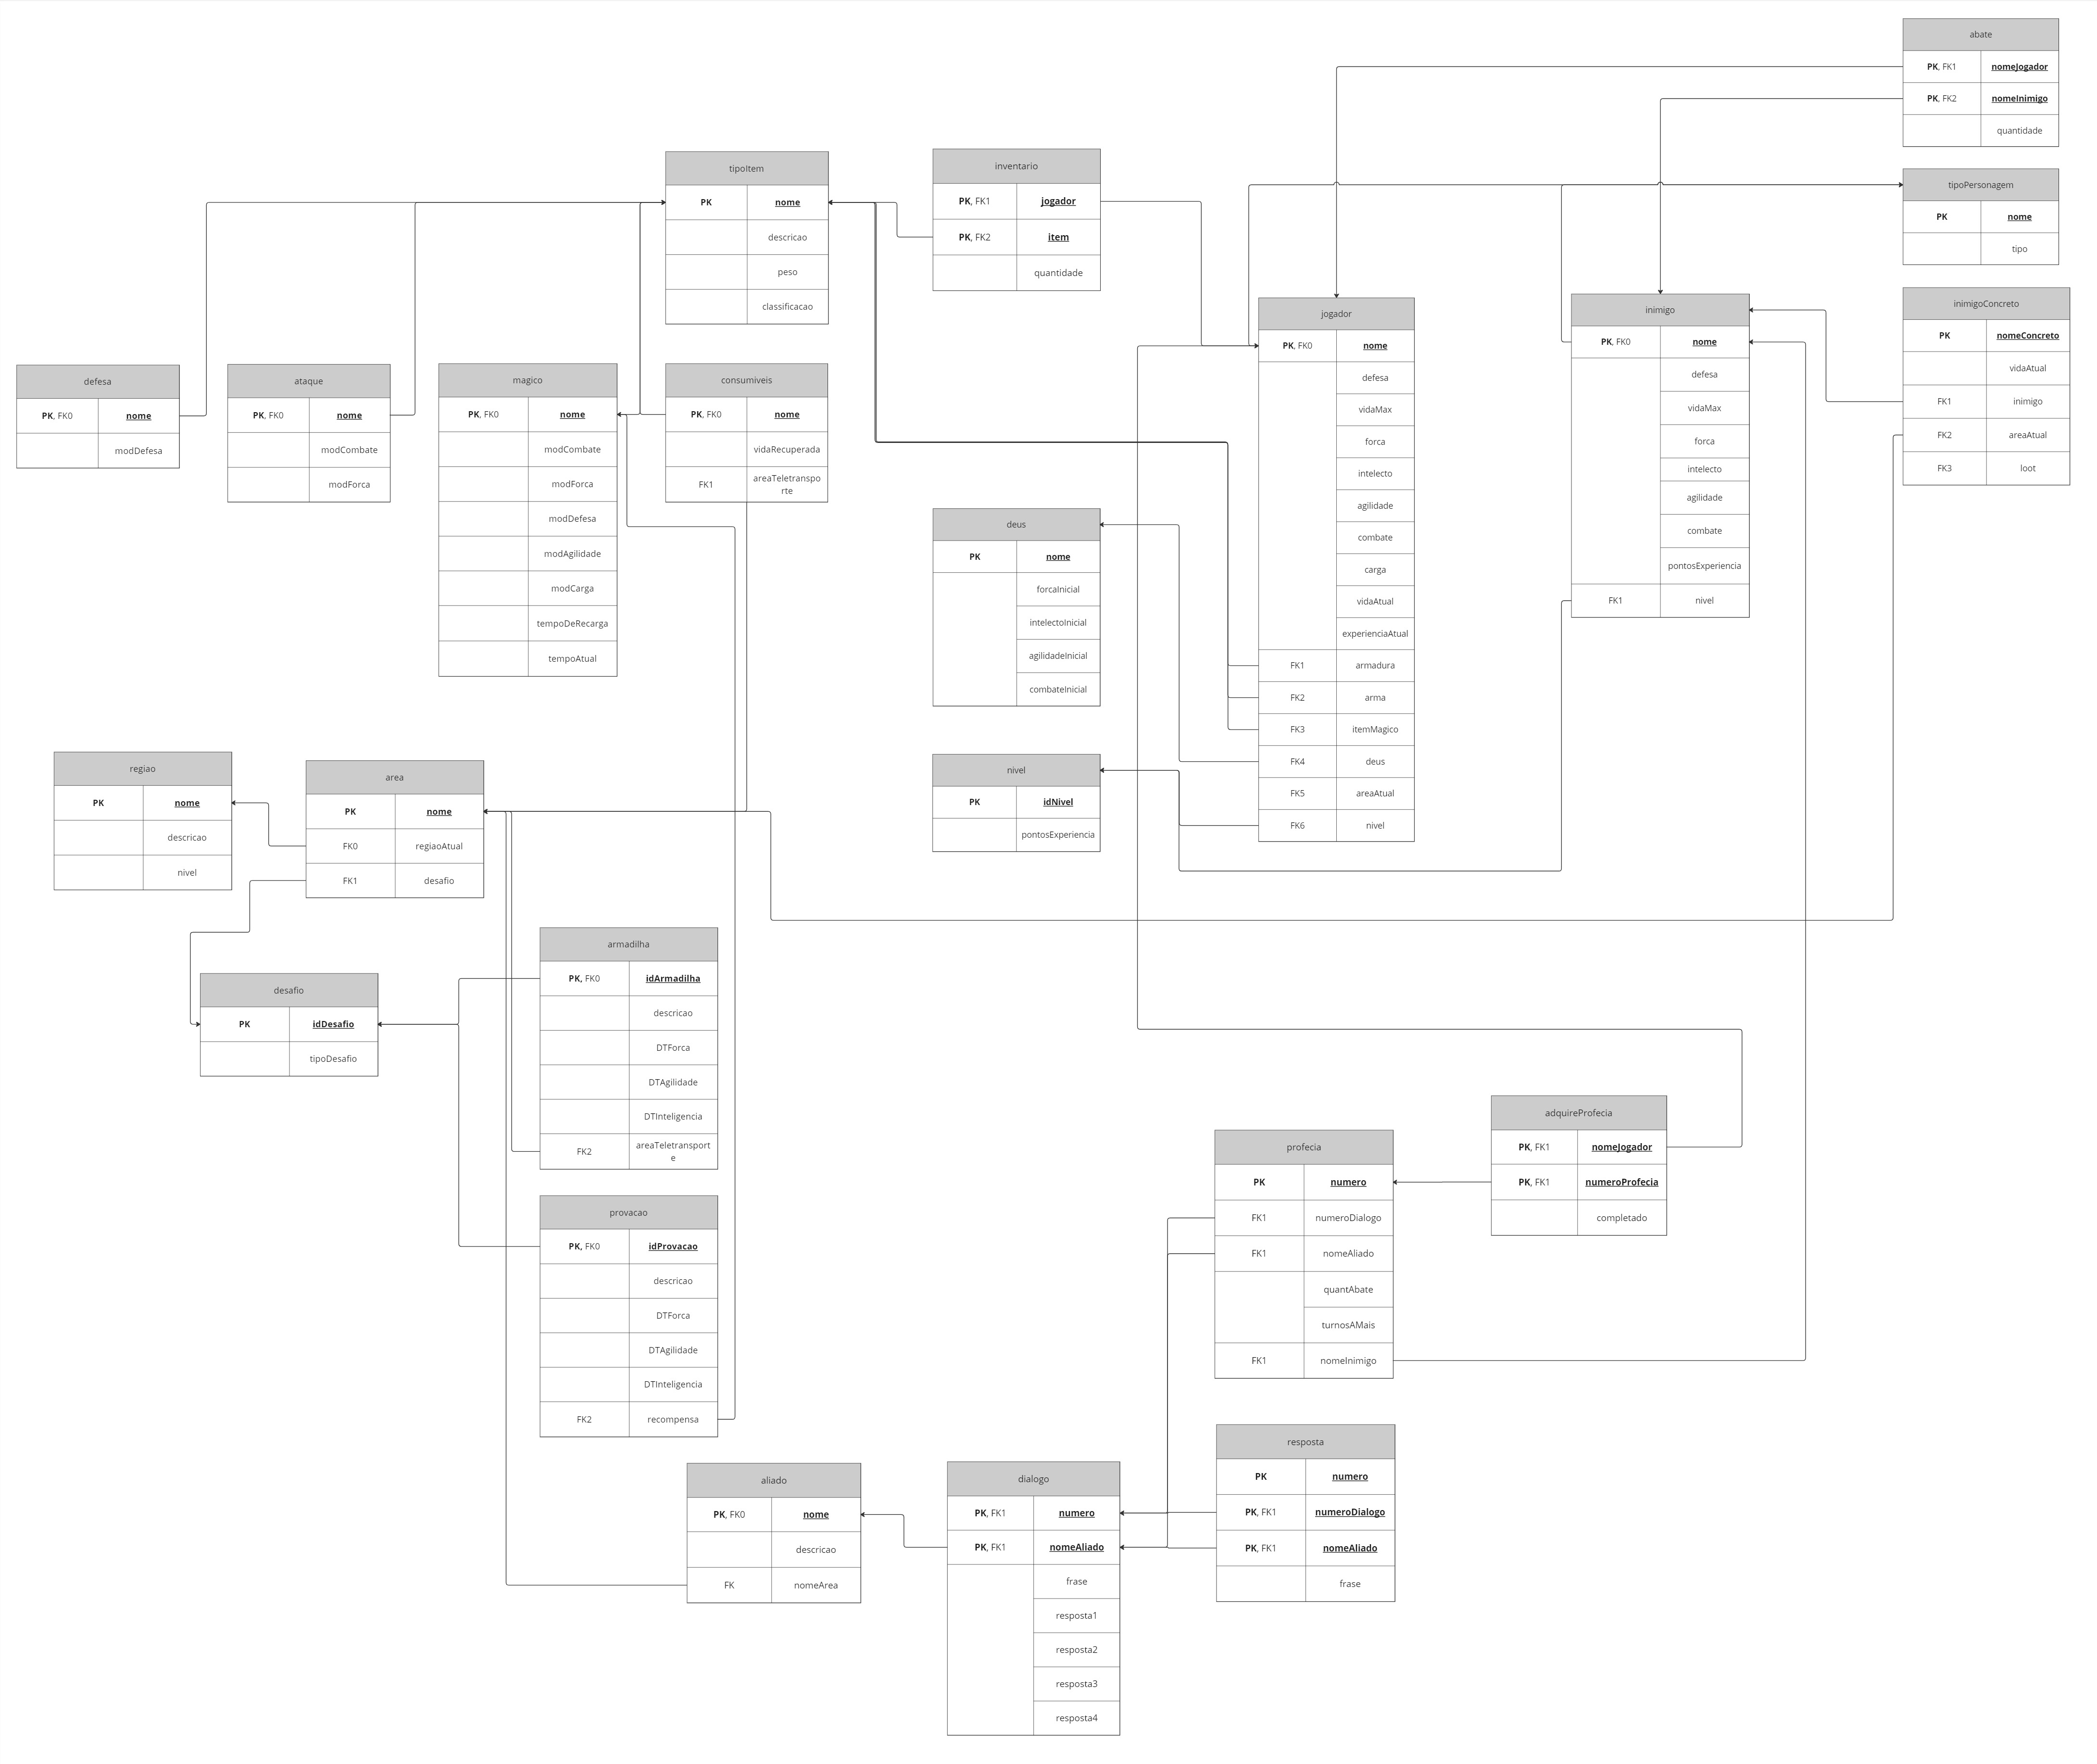 abate
PK, FK1 nomeJogador
PK, FK2 nomeInimigo
quantidade
tipoPersonagem
PK nome
tipo
inimigoConcreto
PK nomeConcreto
vidaAtual
FK1 inimigo
FK2 areaAtual
FK3 loot
tipoItem
PK nome
descricao
peso
classificacao
inventario
PK, FK1 jogador
PK, FK2 item
quantidade
jogador
PK, FK0 nome
defesa
vidaMax
forca
intelecto
agilidade
combate
carga
vidaAtual
experienciaAtual
FK1 armadura
FK2 arma
FK3 itemMagico
FK4 deus
FK5 areaAtual
FK6 nivel
inimigo
PK, FK0 nome
defesa
vidaMax
forca
intelecto
agilidade
combate
pontosExperiencia
FK1 nivel
defesa
PK, FK0 nome
modDefesa
ataque
PK, FK0 nome
modCombate
modForca
magico
PK, FK0 nome
modCombate
modForca
modDefesa
modAgilidade
modCarga
tempoDeRecarga
tempoAtual
consumiveis
PK, FK0 nome
vidaRecuperada
FK1 areaTeletranspo
rte
deus
PK nome
forcaInicial
intelectoInicial
agilidadeInicial
combateInicial
nivel
PK idNivel
pontosExperiencia
regiao
PK nome
descricao
nivel
area
PK nome
FK0 regiaoAtual
FK1 desafio
desafio
PK idDesafio
tipoDesafio
armadilha
PK, FK0 idArmadilha
descricao
DTForca
DTAgilidade
DTInteligencia
FK2 areaTeletransport
e
provacao
PK, FK0 idProvacao
descricao
DTForca
DTAgilidade
DTInteligencia
FK2 recompensa
adquireProfecia
PK, FK1 nomeJogador
PK, FK1 numeroProfecia
completado
profecia
PK numero
FK1 numeroDialogo
FK1 nomeAliado
quantAbate
turnosAMais
FK1 nomeInimigo
resposta
PK numero
PK, FK1 numeroDialogo
PK, FK1 nomeAliado
frase
aliado
PK, FK0 nome
descricao
FK nomeArea
dialogo
PK, FK1 numero
PK, FK1 nomeAliado
frase
resposta1
resposta2
resposta3
resposta4